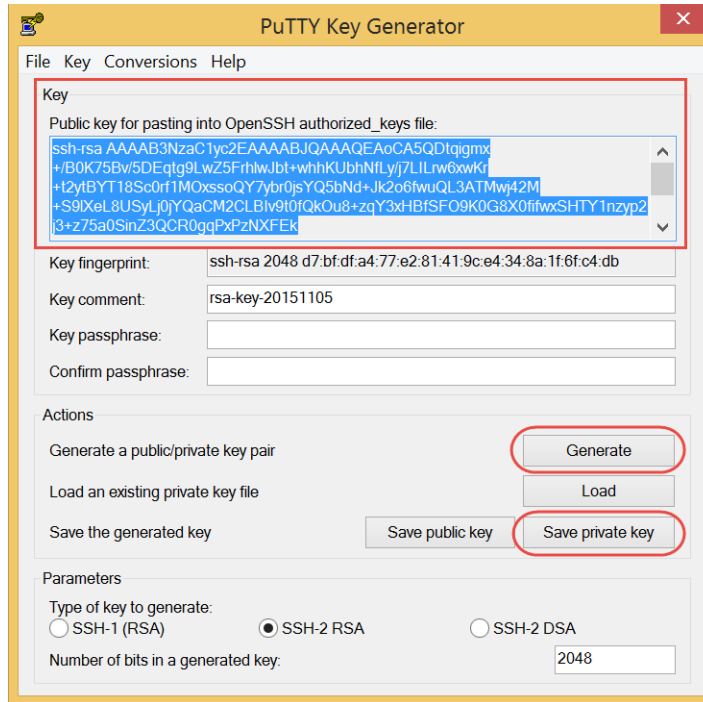 PuTTY Key Generator
File Key Conversions Help
Key
Public key for pasting into OpenSSH authorized_keys file:
ssh-rsa AAAAB3NzaC1yc2EAAAABJQAAAQEAoCA5QDtqigmx
+/B0K75Bv/5DEqtg9LwZ5FrhlwJbt+whhKUbhNfLy/j7LILrw6xwKr
+t2ytBYT18Sc0rf1MOxssoQY7ybr0jsYQ5bNd+Jk2o6fwuQL3ATMwj42M
+S9lXeL8USyLj0jYQaCM2CLBlv9t0fQkOu8+zqY3xHBfSFO9K0G8X0fifwxSHTY1nzyp2
j3+z75a0SinZ3QCR0gqPxPzNXFEk
Key fingerprint: ssh-rsa 2048 d7:bf:df:a4:77:e2:81:41:9c:e4:34:8a:1f:6f:c4:db
Key comment: rsa-key-20151105
Key passphrase:
Confirm passphrase:
Actions
Generate a public/private key pair Generate
Load an existing private key file Load
Save the generated key Save public key Save private key
Parameters
Type of key to generate:
SSH-1 (RSA) SSH-2 RSA SSH-2 DSA
Number of bits in a generated key: 2048